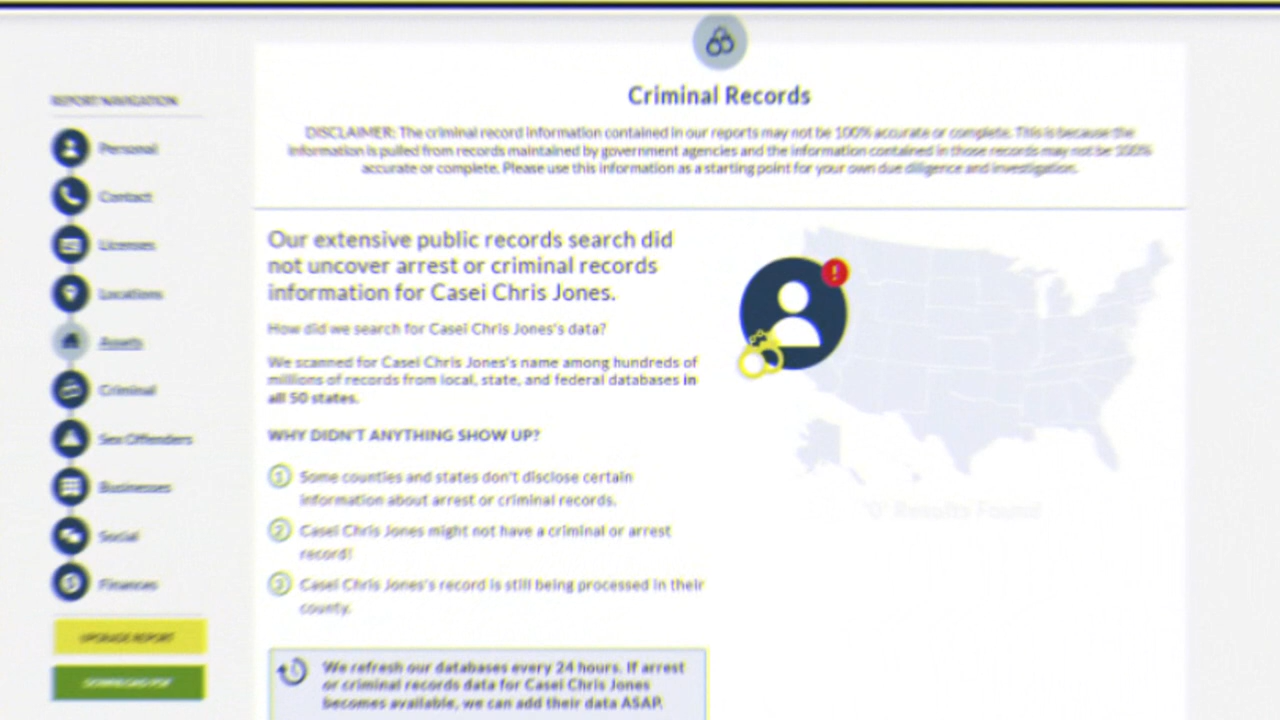 Criminal Records
DISCLAIMER: The criminal record information contained in our reports may not be 100% accurate or complete. This is because the
information is pulled from records maintained by government agencies and the information contained in those records may not be 100%
accurate or complete. Please use this information as a starting point for your own due diligence and investigation.
REPORT NAVIGATION
Personal
Contact
Licenses
Locations
Assets
Criminal
Sex Offenders
Businesses
Social
Finances
UPGRADE REPORT
DOWNLOAD PDF
Our extensive public records search did
not uncover arrest or criminal records
information for Casei Chris Jones.
How did we search for Casei Chris Jones's data?
We scanned for Casei Chris Jones's name among hundreds of
millions of records from local, state, and federal databases in
all 50 states.
WHY DIDN'T ANYTHING SHOW UP?
1 Some counties and states don't disclose certain
information about arrest or criminal records.
2 Casei Chris Jones might not have a criminal or arrest
record!
3 Casei Chris Jones's record is still being processed in their
county.
We refresh our databases every 24 hours. If arrest
or criminal records data for Casei Chris Jones
becomes available, we can add their data ASAP.
'0' Results Found